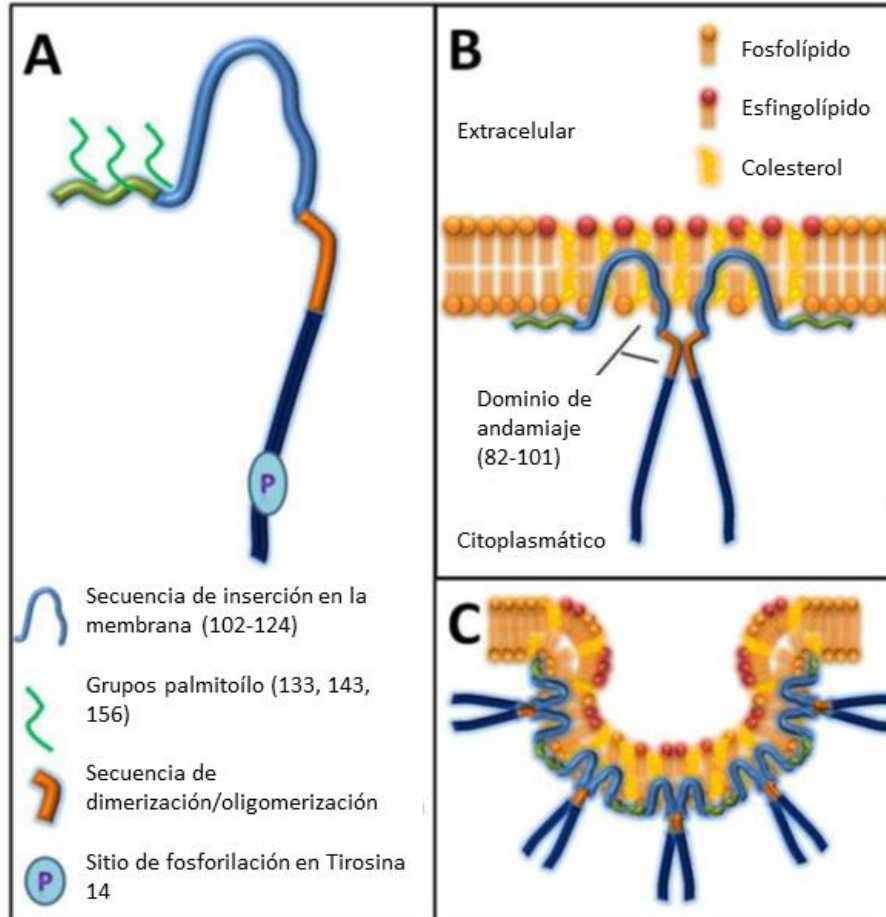 A
P
Secuencia de inserción en la
membrana (102-124)
Grupos palmitoílo (133, 143,
156)
Secuencia de
dimerización/oligomerización
P
Sitio de fosforilación en Tirosina
14
B
Fosfolípido
Extracelular
Esfingolípido
Colesterol
Dominio de
andamiaje
(82-101)
Citoplasmático
C